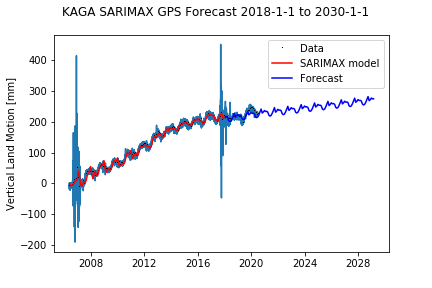 KAGA SARIMAX GPS Forecast 2018-1-1 to 2030-1-1
Data
SARIMAX model
Forecast
Vertical Land Motion [mm]
400
300
200
100
0
−100
−200
2008 2012 2016 2020 2024 2028